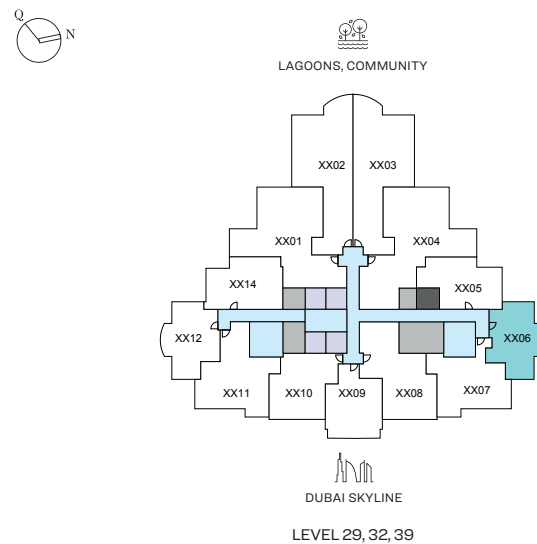 Q
N
LAGOONS, COMMUNITY
XX02 XX03
XX01 XX04
XX14 XX05
XX12 XX06
XX11 XX10 XX09 XX08 XX07
DUBAI SKYLINE
LEVEL 29, 32, 39